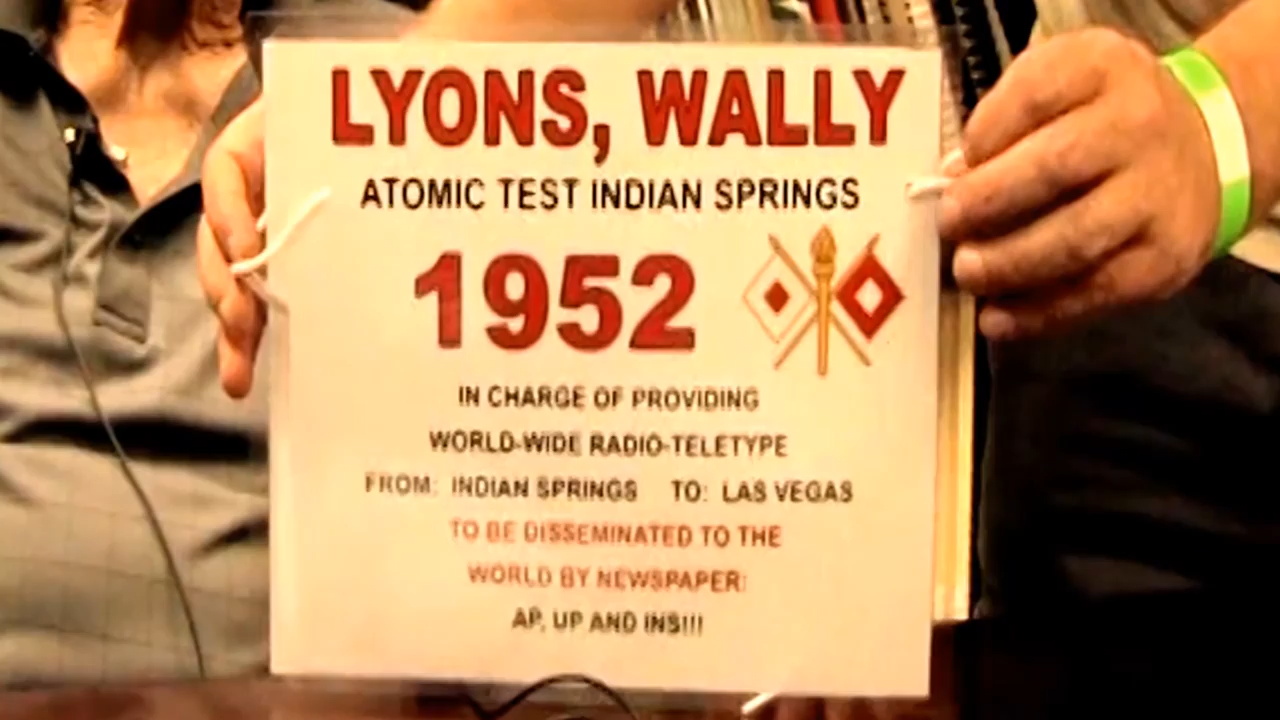 LYONS, WALLY
ATOMIC TEST INDIAN SPRINGS
1952
IN CHARGE OF PROVIDING
WORLD-WIDE RADIO-TELETYPE
FROM: INDIAN SPRINGS TO: LAS VEGAS
TO BE DISSEMINATED TO THE
WORLD BY NEWSPAPER:
AP, UP AND INS!!!